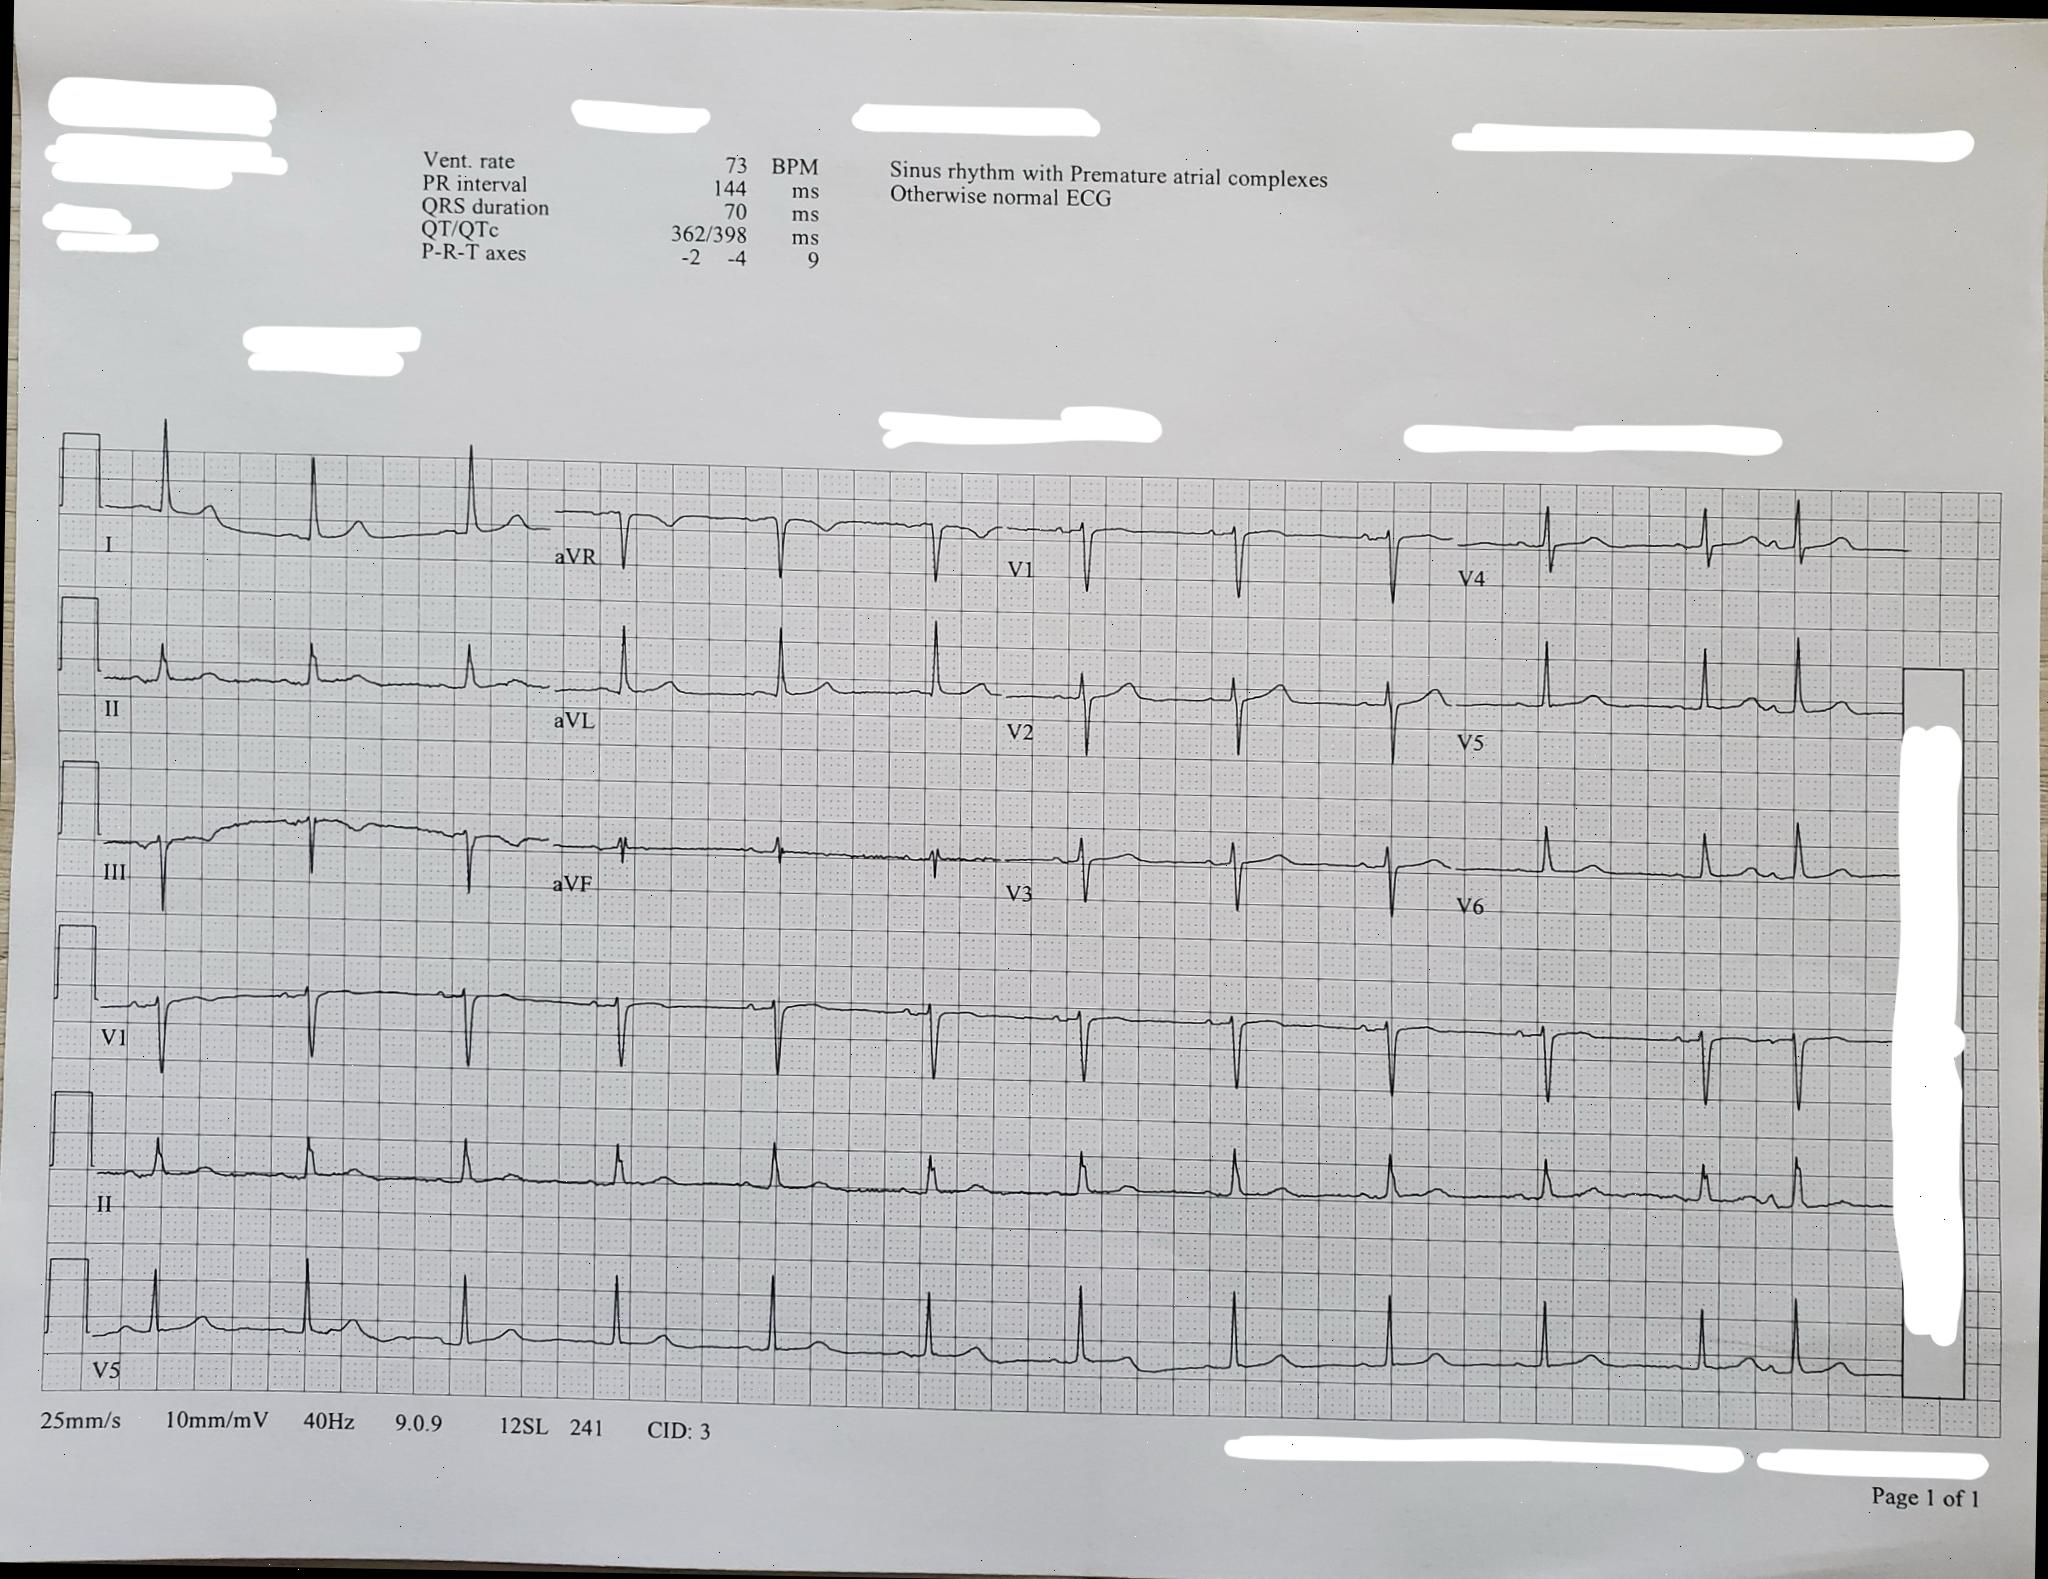 Vent. rate 73 BPM
PR interval 144 ms
QRS duration 70 ms
QT/QTc 362/398 ms
P-R-T axes -2 -4 9
Sinus rhythm with Premature atrial complexes
Otherwise normal ECG
I aVR V1 V4
II aVL V2 V5
III aVF V3 V6
V1
II
V5
25mm/s 10mm/mV 40Hz 9.0.9 12SL 241 CID: 3
Page 1 of 1